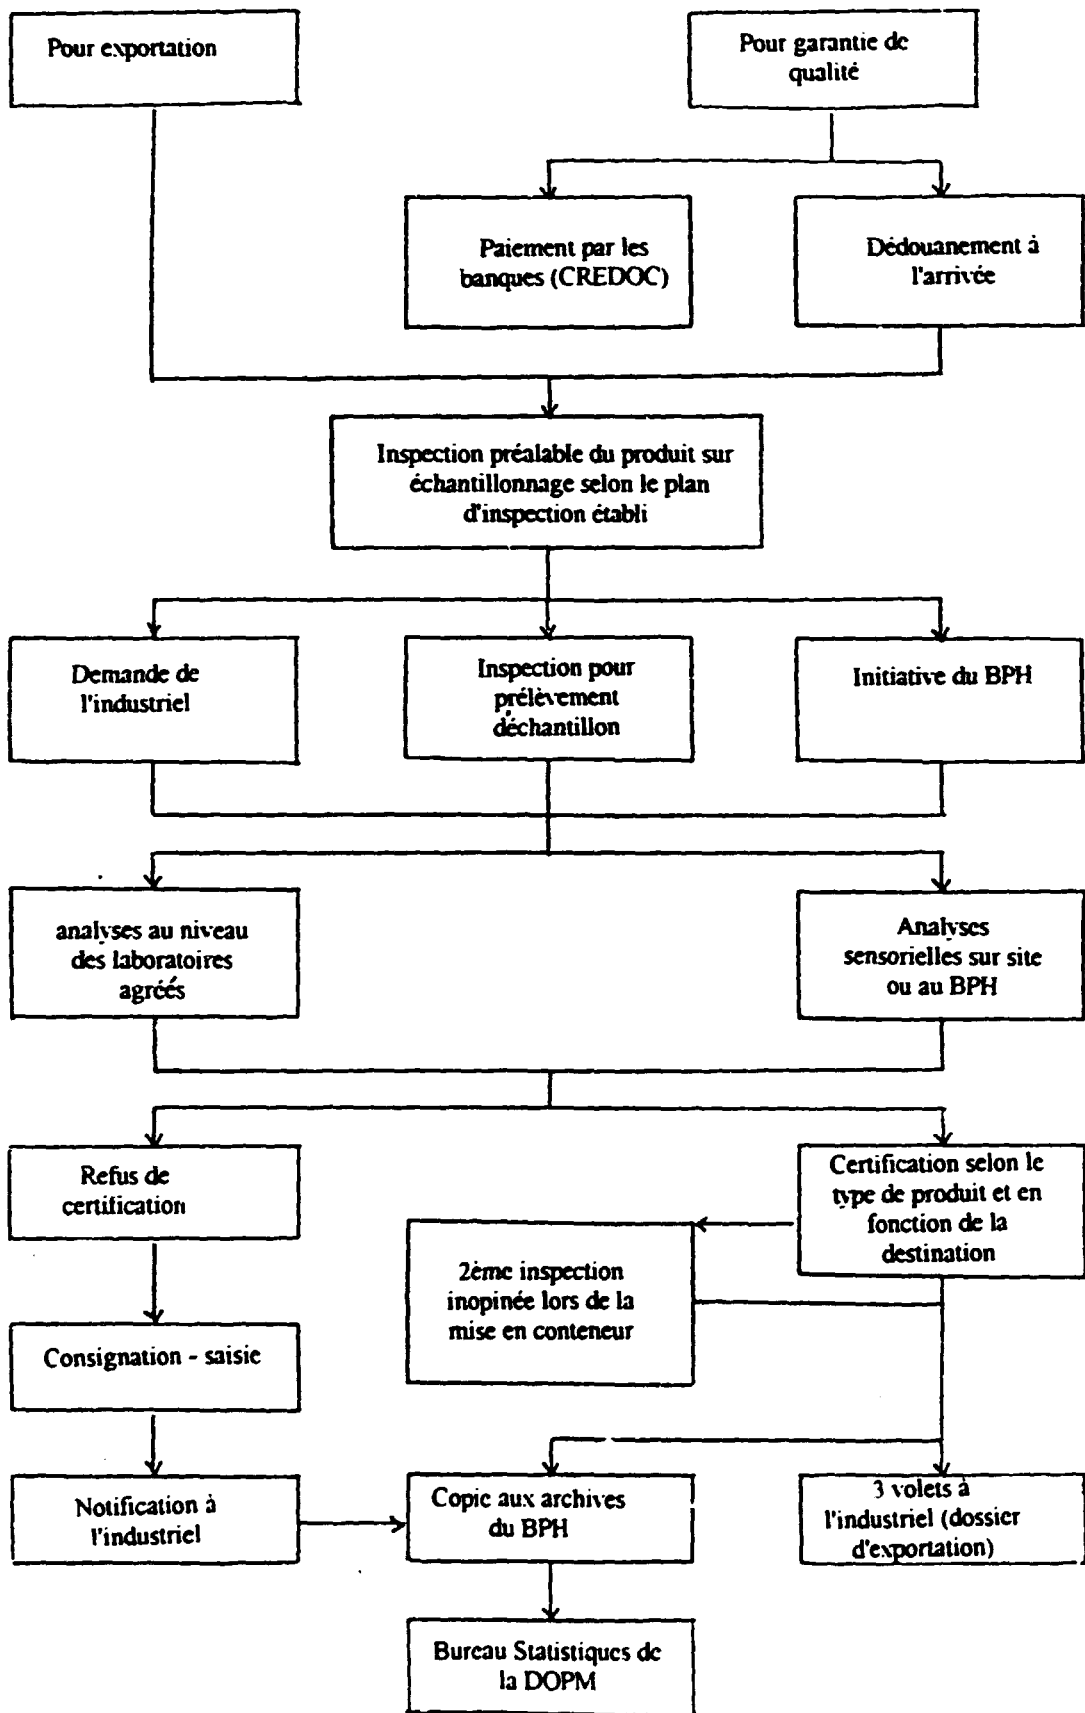 Pour exportation
Pour garantie de
qualité
Paiement par les
banques (CREDOC)
Dédouanement à
l'arrivée
Inspection préalable du produit sur
échantillonnage selon le plan
d'inspection établi
Demande de
l'industriel
Inspection pour
prélèvement
déchantillon
Initiative du BPH
analyses au niveau
des laboratoires
agréés
Analyses
sensorielles sur site
ou au BPH
Refus de
certification
Certification selon le
type de produit et en
fonction de la
destination
2ème inspection
inopinée lors de la
mise en conteneur
Consignation - saisie
Notification à
l'industriel
Copie aux archives
du BPH
3 volets à
l'industriel (dossier
d'exportation)
Bureau Statistiques de
la DOPM